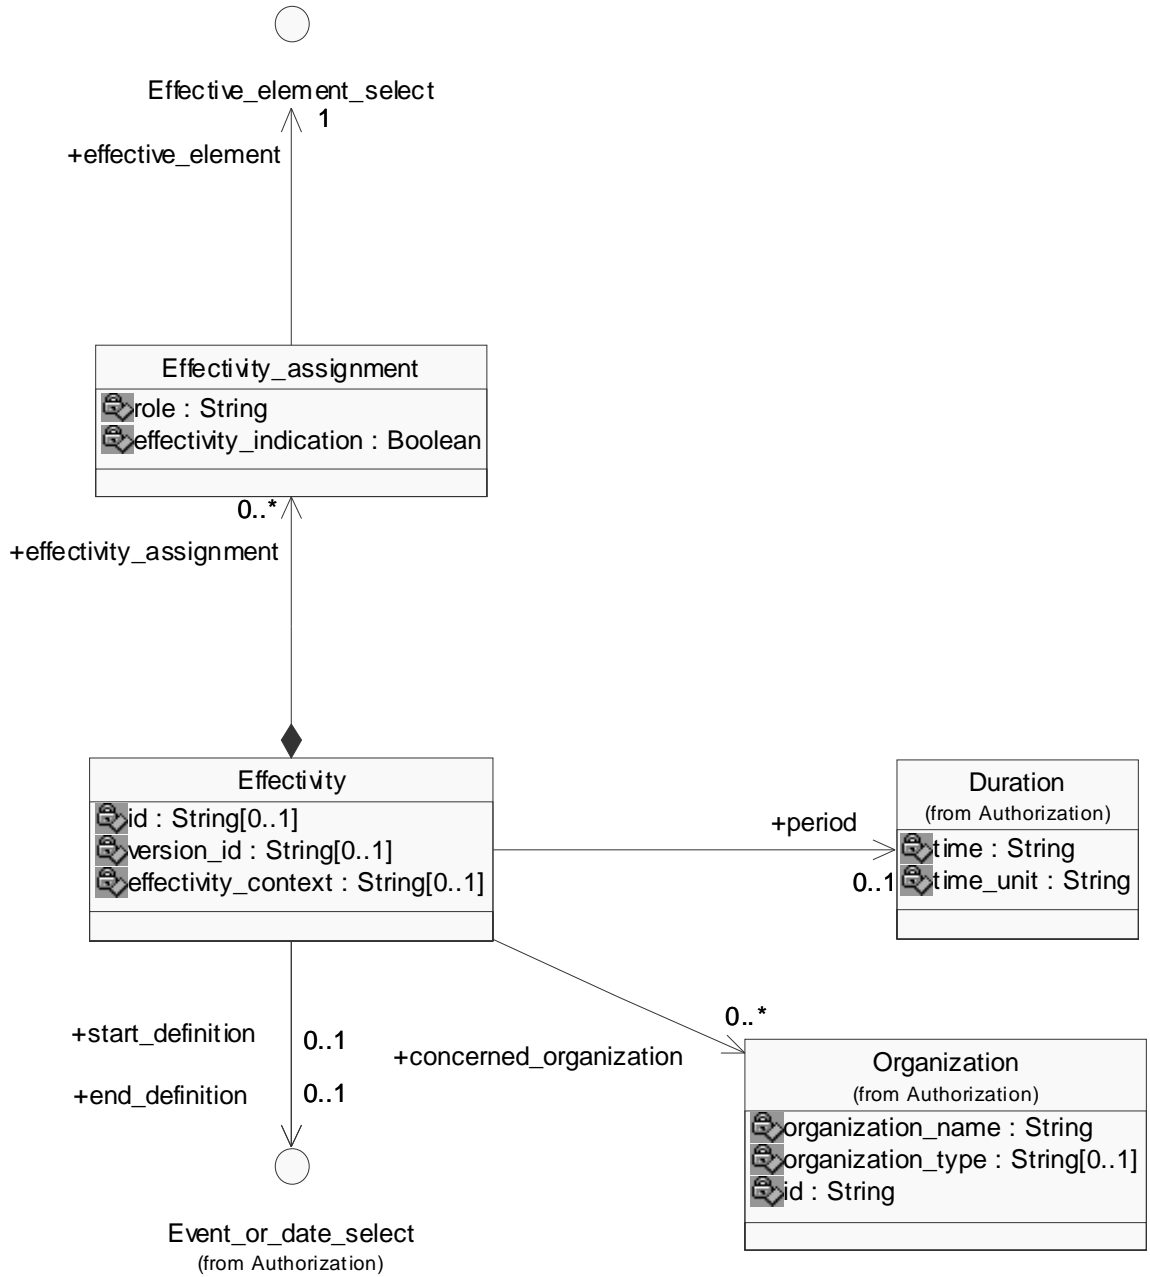 Effective_element_select
1
+effective_element
Effectivity_assignment
role : String
effectivity_indication : Boolean
0..*
+effectivity_assignment
Effectivity
id : String[0..1]
version_id : String[0..1]
effectivity_context : String[0..1]
+period
0..1
Duration
(from Authorization)
time : String
time_unit : String
+start_definition
0..1
+end_definition
0..1
+concerned_organization
0..*
Organization
(from Authorization)
organization_name : String
organization_type : String[0..1]
id : String
Event_or_date_select
(from Authorization)